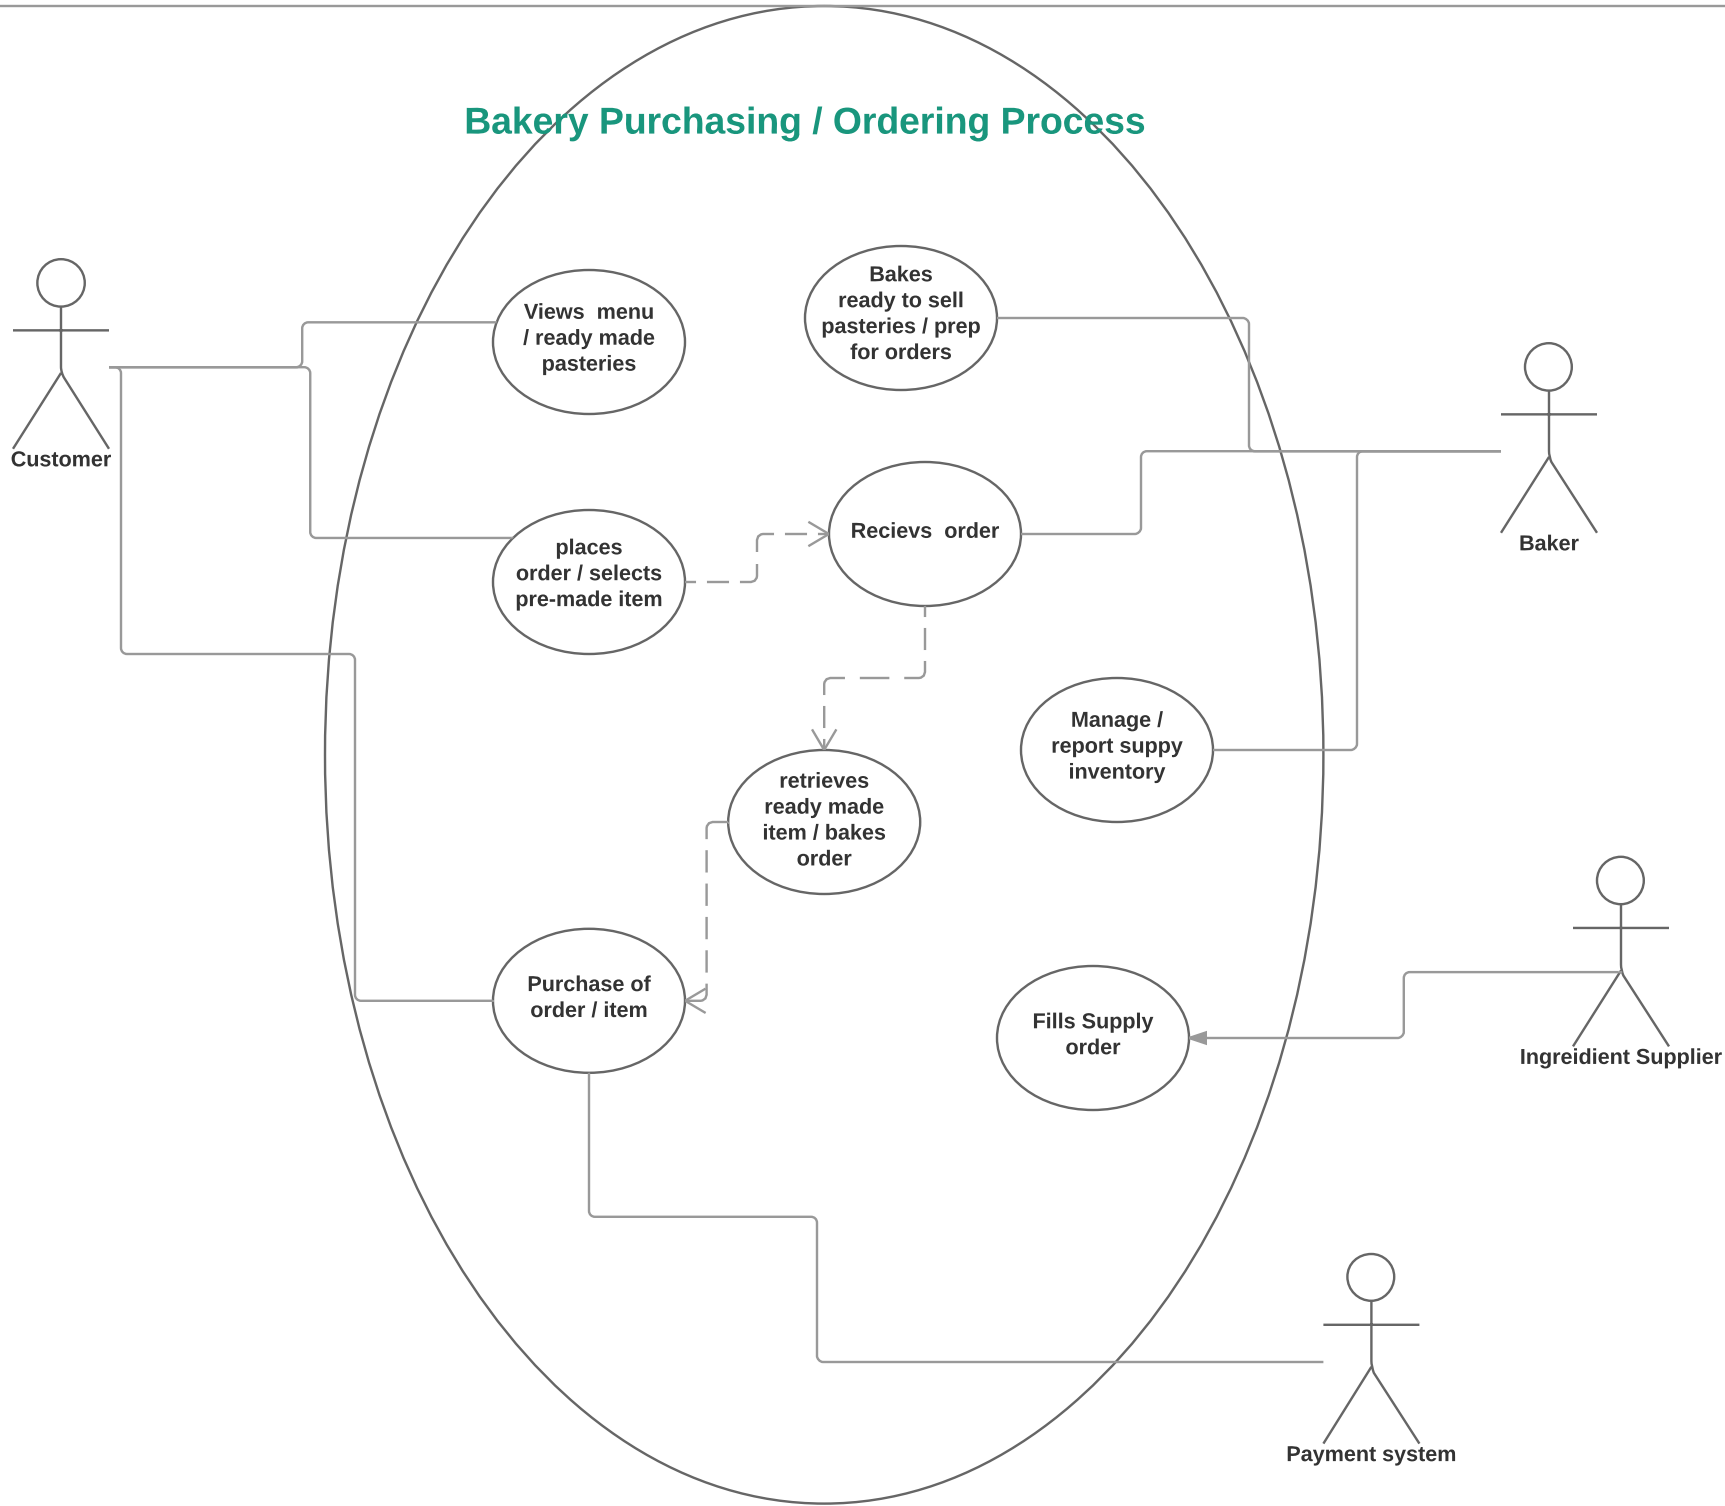 Bakery Purchasing / Ordering Process
Views  menu
/ ready made
pasteries
Bakes
ready to sell
pasteries / prep
for orders
Customer
Recievs  order
Baker
places
order / selects
pre-made item
Manage /
report suppy
inventory
retrieves
ready made
item / bakes
order
Purchase of
order / item
Fills Supply
order
Ingreidient Supplier
Payment system